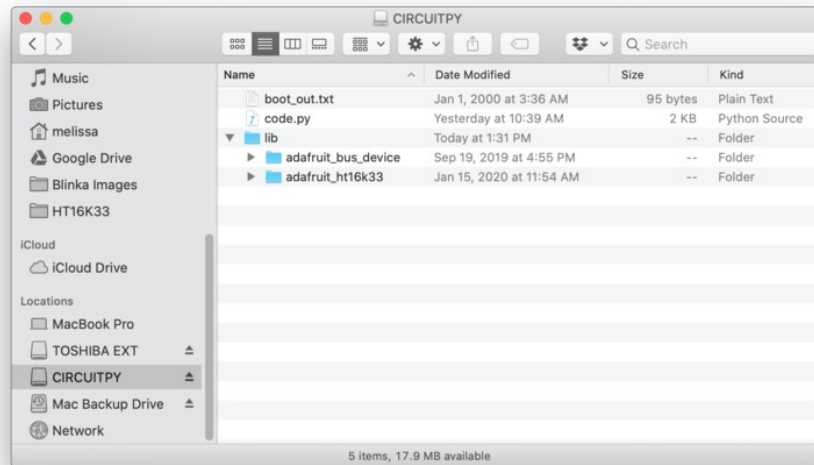 CIRCUITPY
Search
Music
Pictures
melissa
Google Drive
Blinka Images
HT16K33
iCloud
iCloud Drive
Locations
MacBook Pro
TOSHIBA EXT
CIRCUITPY
Mac Backup Drive
Network
Name Date Modified Size Kind
boot_out.txt Jan 1, 2000 at 3:36 AM 95 bytes Plain Text
code.py Yesterday at 10:39 AM 2 KB Python Source
lib Today at 1:31 PM -- Folder
adafruit_bus_device Sep 19, 2019 at 4:55 PM -- Folder
adafruit_ht16k33 Jan 15, 2020 at 11:54 AM -- Folder
5 items, 17.9 MB available